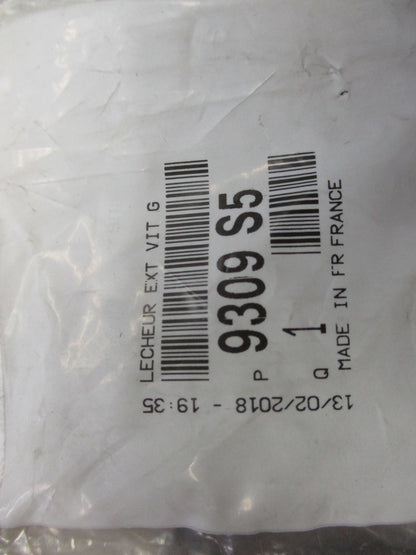 LECHEUR EXT VIT G
P 9309 S5
Q 1
MADE IN FR FRANCE
13/02/2018 - 19:35